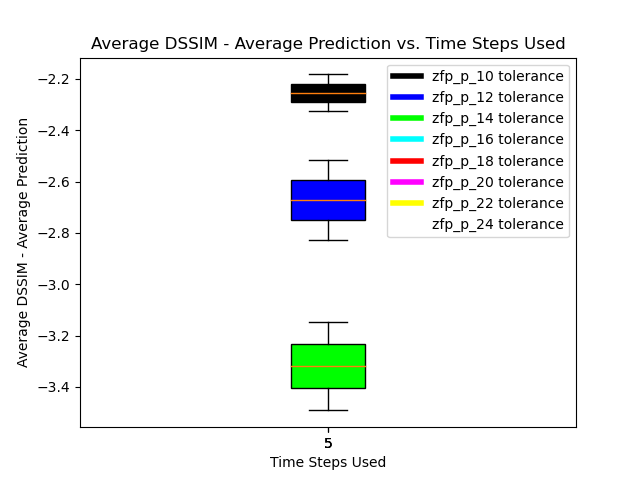 Average DSSIM - Average Prediction vs. Time Steps Used
zfp_p_10 tolerance
zfp_p_12 tolerance
zfp_p_14 tolerance
zfp_p_16 tolerance
zfp_p_18 tolerance
zfp_p_20 tolerance
zfp_p_22 tolerance
zfp_p_24 tolerance
Average DSSIM - Average Prediction
−2.2
−2.4
−2.6
−2.8
−3.0
−3.2
−3.4
5
Time Steps Used